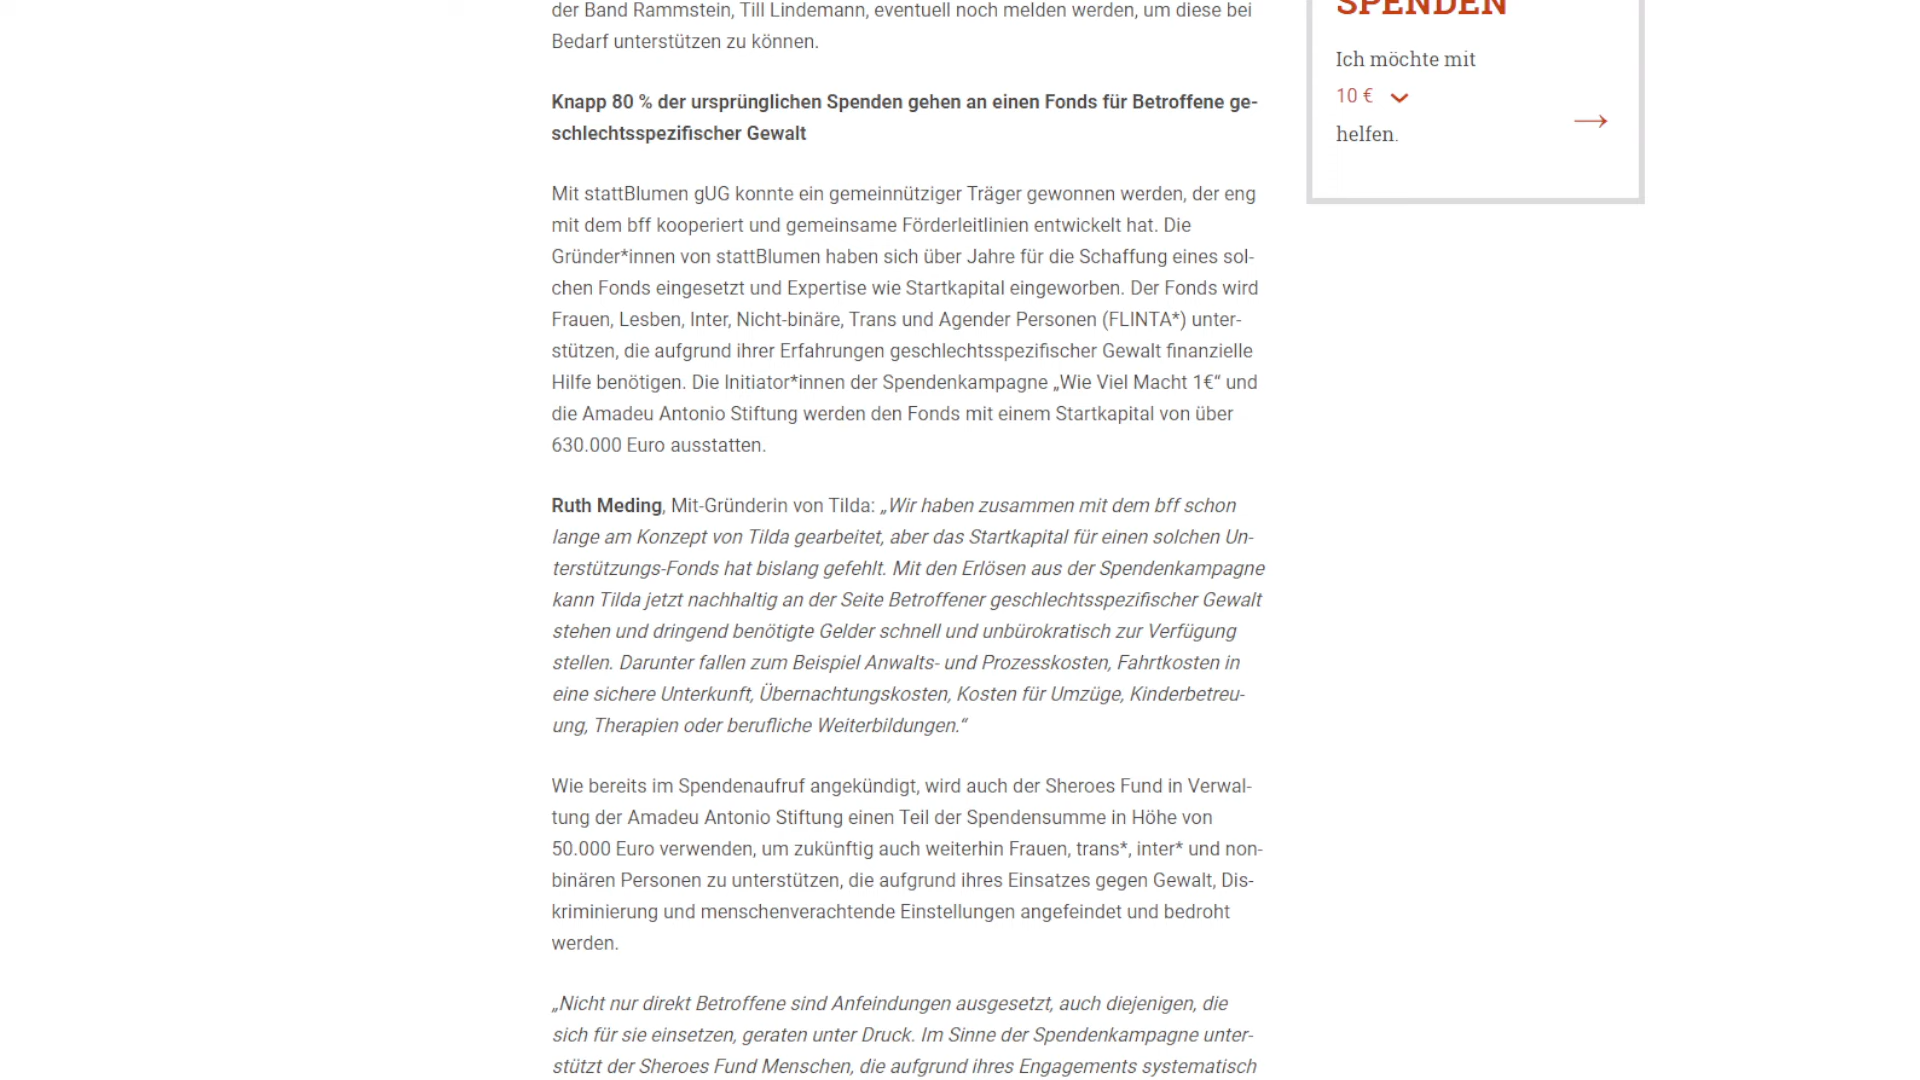 der Band Rammstein, Till Lindemann, eventuell noch melden werden, um diese bei
Bedarf unterstützen zu können.
Knapp 80 % der ursprünglichen Spenden gehen an einen Fonds für Betroffene ge-
schlechtsspezifischer Gewalt
Mit stattBlumen gUG konnte ein gemeinnütziger Träger gewonnen werden, der eng
mit dem bff kooperiert und gemeinsame Förderleitlinien entwickelt hat. Die
Gründer*innen von stattBlumen haben sich über Jahre für die Schaffung eines sol-
chen Fonds eingesetzt und Expertise wie Startkapital eingeworben. Der Fonds wird
Frauen, Lesben, Inter, Nicht-binäre, Trans und Agender Personen (FLINTA*) unter-
stützen, die aufgrund ihrer Erfahrungen geschlechtsspezifischer Gewalt finanzielle
Hilfe benötigen. Die Initiator*innen der Spendenkampagne „Wie Viel Macht 1€“ und
die Amadeu Antonio Stiftung werden den Fonds mit einem Startkapital von über
630.000 Euro ausstatten.
Ruth Meding, Mit-Gründerin von Tilda: „Wir haben zusammen mit dem bff schon
lange am Konzept von Tilda gearbeitet, aber das Startkapital für einen solchen Un-
terstützungs-Fonds hat bislang gefehlt. Mit den Erlösen aus der Spendenkampagne
kann Tilda jetzt nachhaltig an der Seite Betroffener geschlechtsspezifischer Gewalt
stehen und dringend benötigte Gelder schnell und unbürokratisch zur Verfügung
stellen. Darunter fallen zum Beispiel Anwalts- und Prozesskosten, Fahrtkosten in
eine sichere Unterkunft, Übernachtungskosten, Kosten für Umzüge, Kinderbetreu-
ung, Therapien oder berufliche Weiterbildungen.“
Wie bereits im Spendenaufruf angekündigt, wird auch der Sheroes Fund in Verwal-
tung der Amadeu Antonio Stiftung einen Teil der Spendensumme in Höhe von
50.000 Euro verwenden, um zukünftig auch weiterhin Frauen, trans*, inter* und non-
binären Personen zu unterstützen, die aufgrund ihres Einsatzes gegen Gewalt, Dis-
kriminierung und menschenverachtende Einstellungen angefeindet und bedroht
werden.
„Nicht nur direkt Betroffene sind Anfeindungen ausgesetzt, auch diejenigen, die
sich für sie einsetzen, geraten unter Druck. Im Sinne der Spendenkampagne unter-
stützt der Sheroes Fund Menschen, die aufgrund ihres Engagements systematisch
SPENDEN
Ich möchte mit
10 €
helfen.